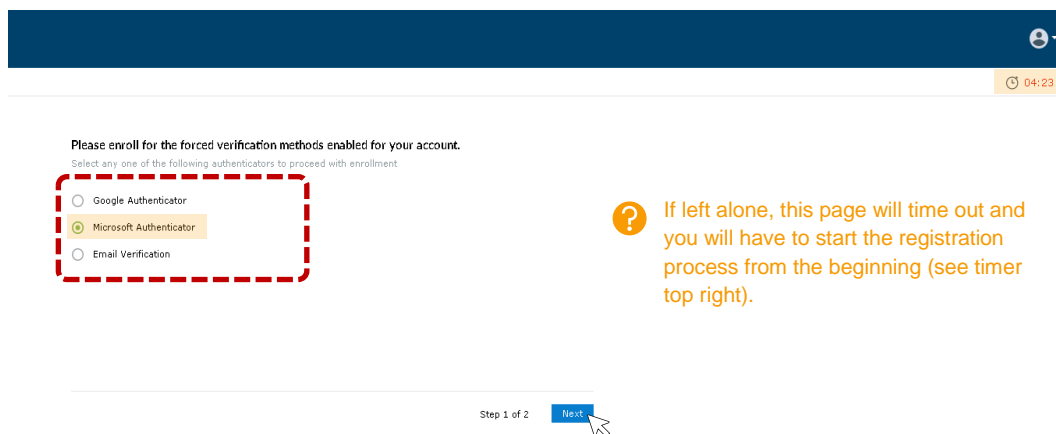 04:23
Please enroll for the forced verification methods enabled for your account.
Select any one of the following authenticators to proceed with enrollment
Google Authenticator
Microsoft Authenticator
Email Verification
? If left alone, this page will time out and
you will have to start the registration
process from the beginning (see timer
top right).
Step 1 of 2 Next